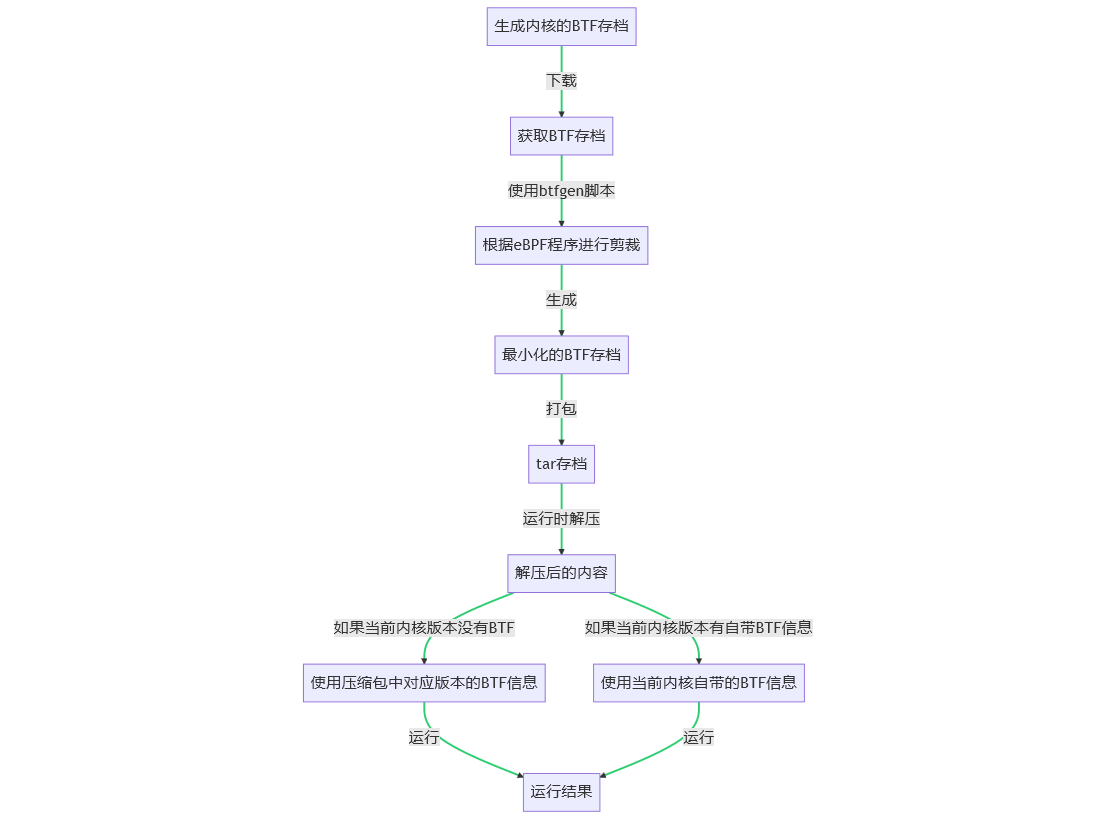 生成内核的BTF存档
下载
获取BTF存档
使用btfgen脚本
根据eBPF程序进行剪裁
生成
最小化的BTF存档
打包
tar存档
运行时解压
解压后的内容
如果当前内核版本没有BTF
如果当前内核版本有自带BTF信息
使用压缩包中对应版本的BTF信息
使用当前内核自带的BTF信息
运行
运行
运行结果